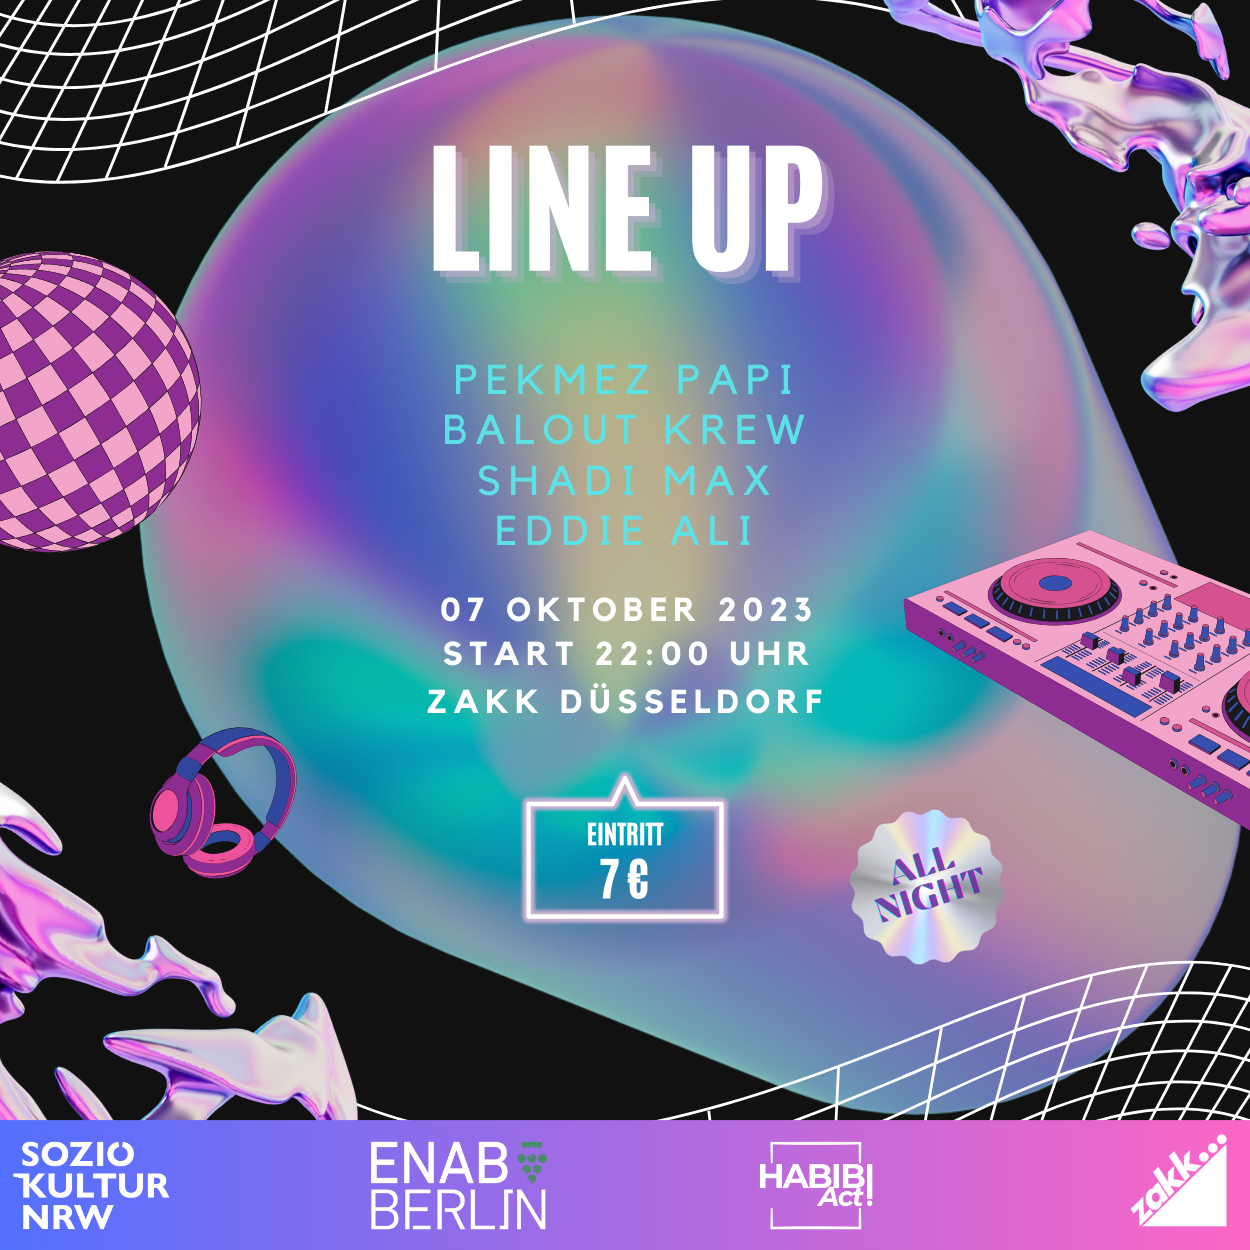 LINE UP
PEKMEZ PAPI
BALOUT KREW
SHADI MAX
EDDIE ALI
07 OKTOBER 2023
START 22:00 UHR
ZAKK DÜSSELDORF
EINTRITT
7 €
ALL
NIGHT
SOZIO
KULTUR
NRW
ENAB
BERLIN
HABIBI
Act!
zakk...